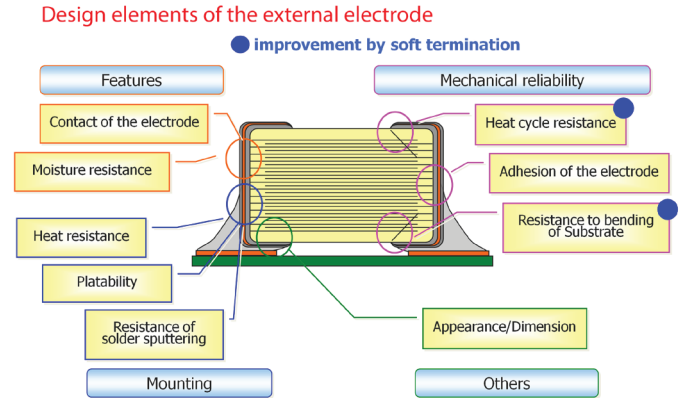 Design elements of the external electrode
improvement by soft termination
Features
Mechanical reliability
Contact of the electrode
Heat cycle resistance
Moisture resistance
Adhesion of the electrode
Heat resistance
Resistance to bending
of Substrate
Platability
Resistance of
solder sputtering
Appearance/Dimension
Mounting
Others